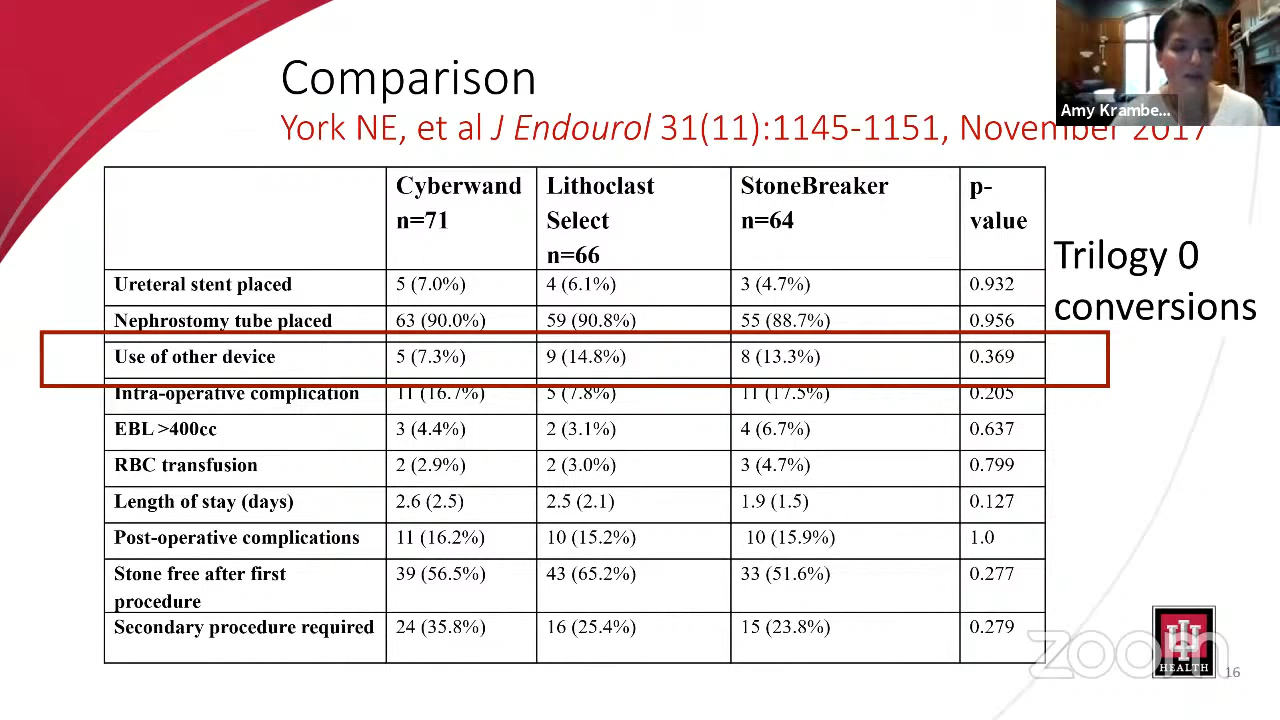 Comparison
York NE, et al J Endourol 31(11):1145-1151, November 2017
Amy Krambe...
Cyberwand n=71 | Lithoclast Select n=66 | StoneBreaker n=64 | p-value
Ureteral stent placed | 5 (7.0%) | 4 (6.1%) | 3 (4.7%) | 0.932
Nephrostomy tube placed | 63 (90.0%) | 59 (90.8%) | 55 (88.7%) | 0.956
Use of other device | 5 (7.3%) | 9 (14.8%) | 8 (13.3%) | 0.369
Intra-operative complication | 11 (16.7%) | 5 (7.8%) | 11 (17.5%) | 0.205
EBL >400cc | 3 (4.4%) | 2 (3.1%) | 4 (6.7%) | 0.637
RBC transfusion | 2 (2.9%) | 2 (3.0%) | 3 (4.7%) | 0.799
Length of stay (days) | 2.6 (2.5) | 2.5 (2.1) | 1.9 (1.5) | 0.127
Post-operative complications | 11 (16.2%) | 10 (15.2%) | 10 (15.9%) | 1.0
Stone free after first procedure | 39 (56.5%) | 43 (65.2%) | 33 (51.6%) | 0.277
Secondary procedure required | 24 (35.8%) | 16 (25.4%) | 15 (23.8%) | 0.279
Trilogy 0
conversions
HEALTH
zoom
16